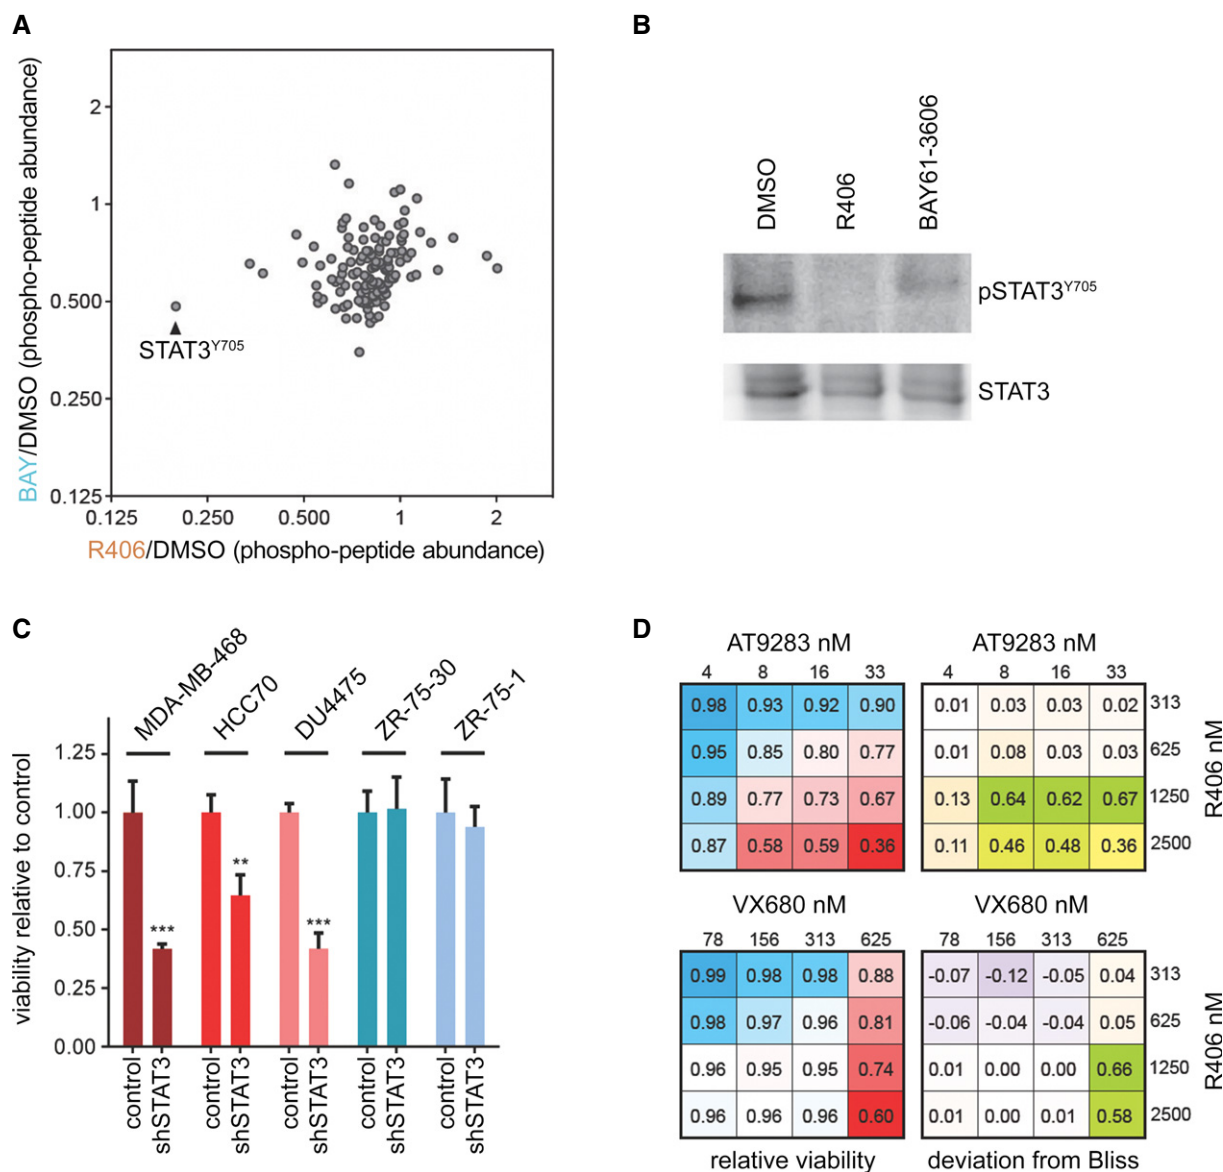 A
BAY/DMSO (phospho-peptide abundance)
2
1
0.500
0.250
0.125
STAT3Y705
0.125 0.250 0.500 1 2
R406/DMSO (phospho-peptide abundance)
B
DMSO
R406
BAY61-3606
pSTAT3Y705
STAT3
C
MDA-MB-468
HCC70
DU4475
ZR-75-30
ZR-75-1
viability relative to control
1.25
1.00
0.75
0.50
0.25
0.00
***
**
***
control
shSTAT3
control
shSTAT3
control
shSTAT3
control
shSTAT3
control
shSTAT3
D
AT9283 nM
4 8 16 33
0.98 0.93 0.92 0.90
0.95 0.85 0.80 0.77
0.89 0.77 0.73 0.67
0.87 0.58 0.59 0.36
AT9283 nM
4 8 16 33
0.01 0.03 0.03 0.02 313
0.01 0.08 0.03 0.03 625
0.13 0.64 0.62 0.67 1250
0.11 0.46 0.48 0.36 2500
R406 nM
VX680 nM
78 156 313 625
0.99 0.98 0.98 0.88
0.98 0.97 0.96 0.81
0.96 0.95 0.95 0.74
0.96 0.96 0.96 0.60
relative viability
VX680 nM
78 156 313 625
-0.07 -0.12 -0.05 0.04 313
-0.06 -0.04 -0.04 0.05 625
0.01 0.00 0.00 0.66 1250
0.01 0.00 0.01 0.58 2500
R406 nM
deviation from Bliss